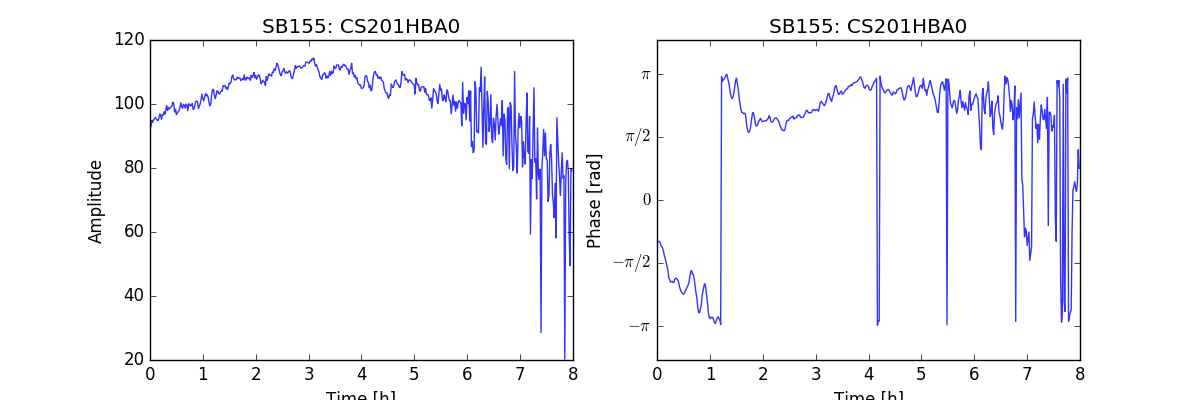 SB155: CS201HBA0
120
100
80
60
40
20
Amplitude
0 1 2 3 4 5 6 7 8
Time [h]
SB155: CS201HBA0
π
π/2
0
−π/2
−π
Phase [rad]
0 1 2 3 4 5 6 7 8
Time [h]